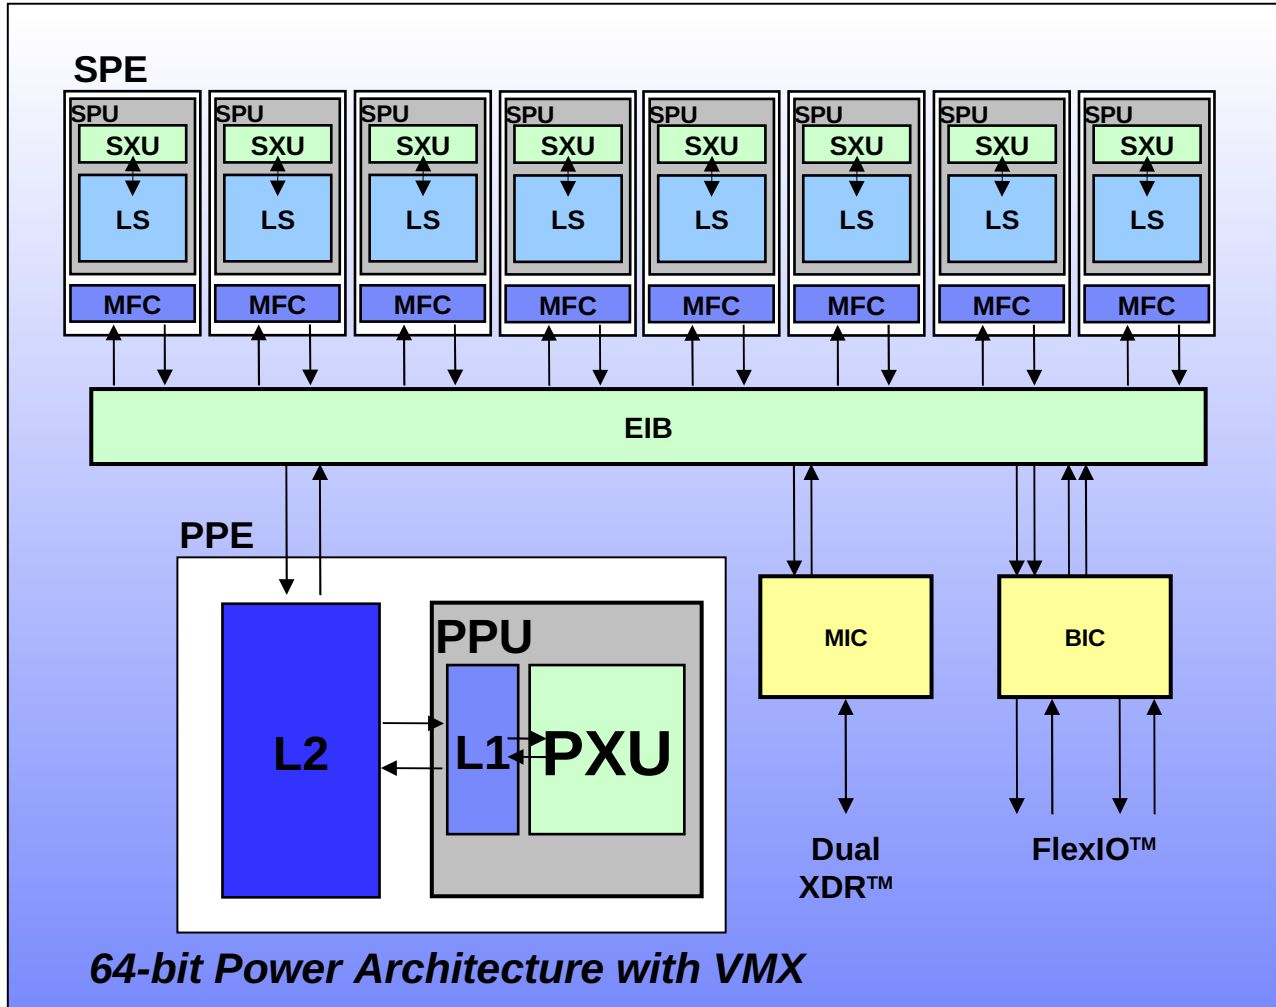 SPE
SPU SPU SPU SPU SPU SPU SPU SPU
SXU SXU SXU SXU SXU SXU SXU SXU
LS LS LS LS LS LS LS LS
MFC MFC MFC MFC MFC MFC MFC MFC
EIB
PPE
PPU
L2
L1
PXU
MIC
BIC
Dual
XDR™
FlexIO™
64-bit Power Architecture with VMX